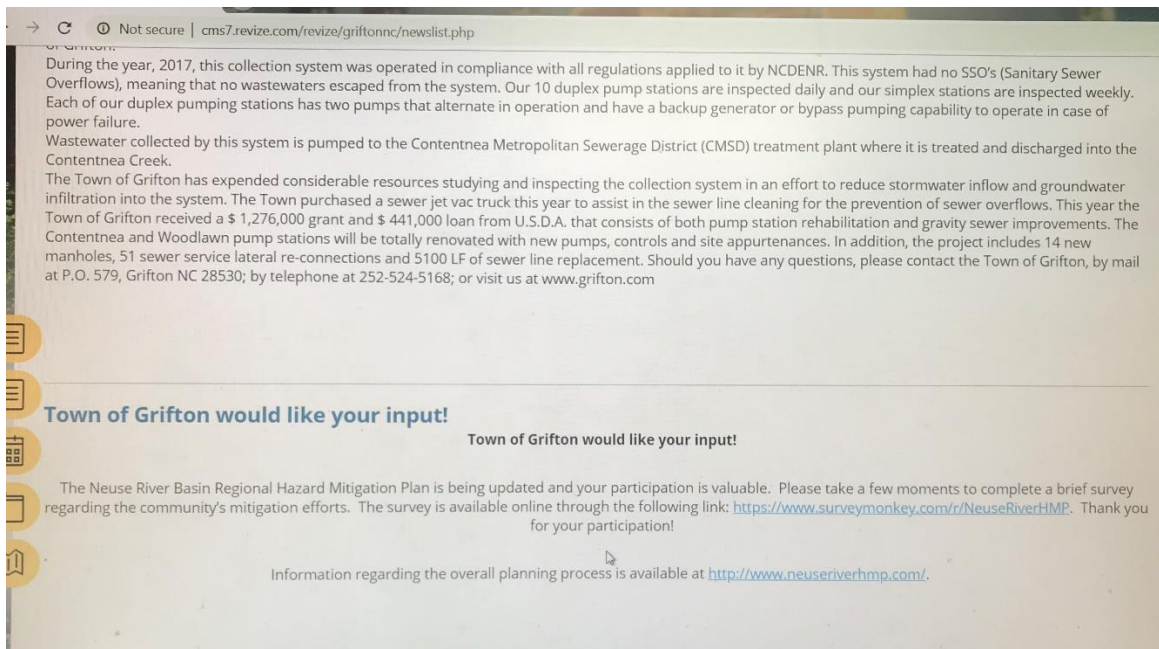 Not secure | cms7.revize.com/revize/griftonnc/newslist.php
of Grifton.
During the year, 2017, this collection system was operated in compliance with all regulations applied to it by NCDENR. This system had no SSO's (Sanitary Sewer
Overflows), meaning that no wastewaters escaped from the system. Our 10 duplex pump stations are inspected daily and our simplex stations are inspected weekly.
Each of our duplex pumping stations has two pumps that alternate in operation and have a backup generator or bypass pumping capability to operate in case of
power failure.
Wastewater collected by this system is pumped to the Contentnea Metropolitan Sewerage District (CMSD) treatment plant where it is treated and discharged into the
Contentnea Creek.
The Town of Grifton has expended considerable resources studying and inspecting the collection system in an effort to reduce stormwater inflow and groundwater
infiltration into the system. The Town purchased a sewer jet vac truck this year to assist in the sewer line cleaning for the prevention of sewer overflows. This year the
Town of Grifton received a $ 1,276,000 grant and $ 441,000 loan from U.S.D.A. that consists of both pump station rehabilitation and gravity sewer improvements. The
Contentnea and Woodlawn pump stations will be totally renovated with new pumps, controls and site appurtenances. In addition, the project includes 14 new
manholes, 51 sewer service lateral re-connections and 5100 LF of sewer line replacement. Should you have any questions, please contact the Town of Grifton, by mail
at P.O. 579, Grifton NC 28530; by telephone at 252-524-5168; or visit us at www.grifton.com
Town of Grifton would like your input!
Town of Grifton would like your input!
The Neuse River Basin Regional Hazard Mitigation Plan is being updated and your participation is valuable. Please take a few moments to complete a brief survey
regarding the community's mitigation efforts. The survey is available online through the following link: https://www.surveymonkey.com/r/NeuseRiverHMP. Thank you
for your participation!
Information regarding the overall planning process is available at http://www.neuseriverhmp.com/.